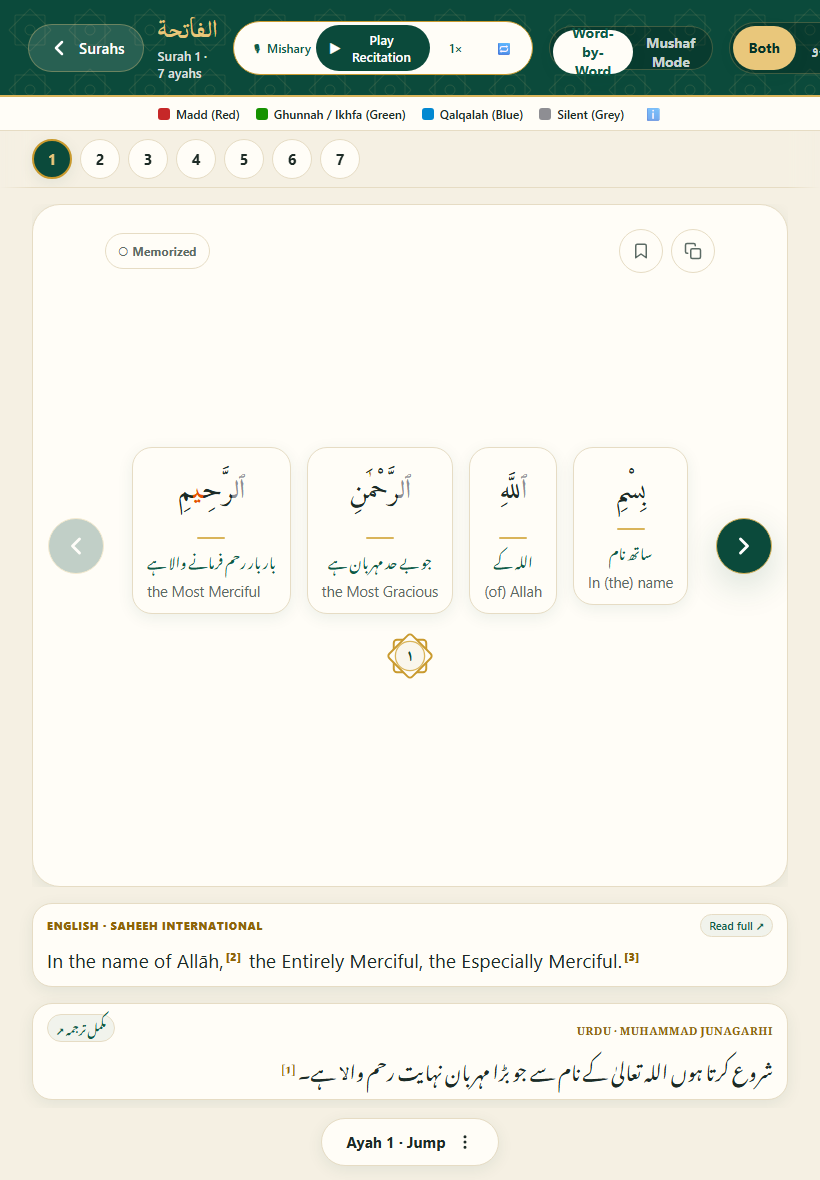 Surahs
الفاتحة
Surah 1 ·
7 ayahs
Mishary
Play
Recitation
1×
Word-
by-
Word
Mushaf
Mode
Both
Madd (Red)
Ghunnah / Ikhfa (Green)
Qalqalah (Blue)
Silent (Grey)
1 2 3 4 5 6 7
Memorized
بِسْمِ
ساتھ نام
In (the) name
ٱللَّهِ
اللہ کے
(of) Allah
ٱلرَّحْمَٰنِ
جو بے حد مہربان ہے
the Most Gracious
ٱلرَّحِيمِ
بار بار رحم فرمانے والا ہے
the Most Merciful
١
ENGLISH · SAHEEH INTERNATIONAL
Read full ↗
In the name of Allāh,[2] the Entirely Merciful, the Especially Merciful.[3]
URDU · MUHAMMAD JUNAGARHI
مکمل ترجمہ ↗
شروع کرتا ہوں اللہ تعالیٰ کے نام سے جو بڑا مہربان نہایت رحم والا ہے۔ [1]
Ayah 1 · Jump